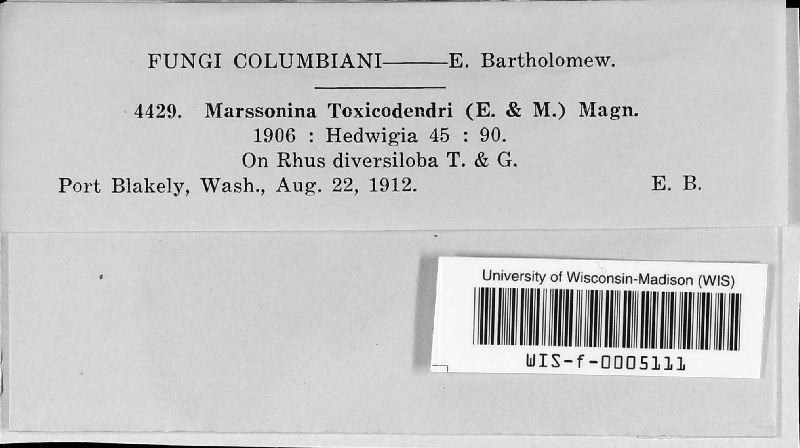 FUNGI COLUMBIANI——E. Bartholomew.
4429. Marssonina Toxicodendri (E. & M.) Magn.
1906 : Hedwigia 45 : 90.
On Rhus diversiloba T. & G.
Port Blakely, Wash., Aug. 22, 1912. E. B.
University of Wisconsin-Madison (WIS)
WIS-f-0005111